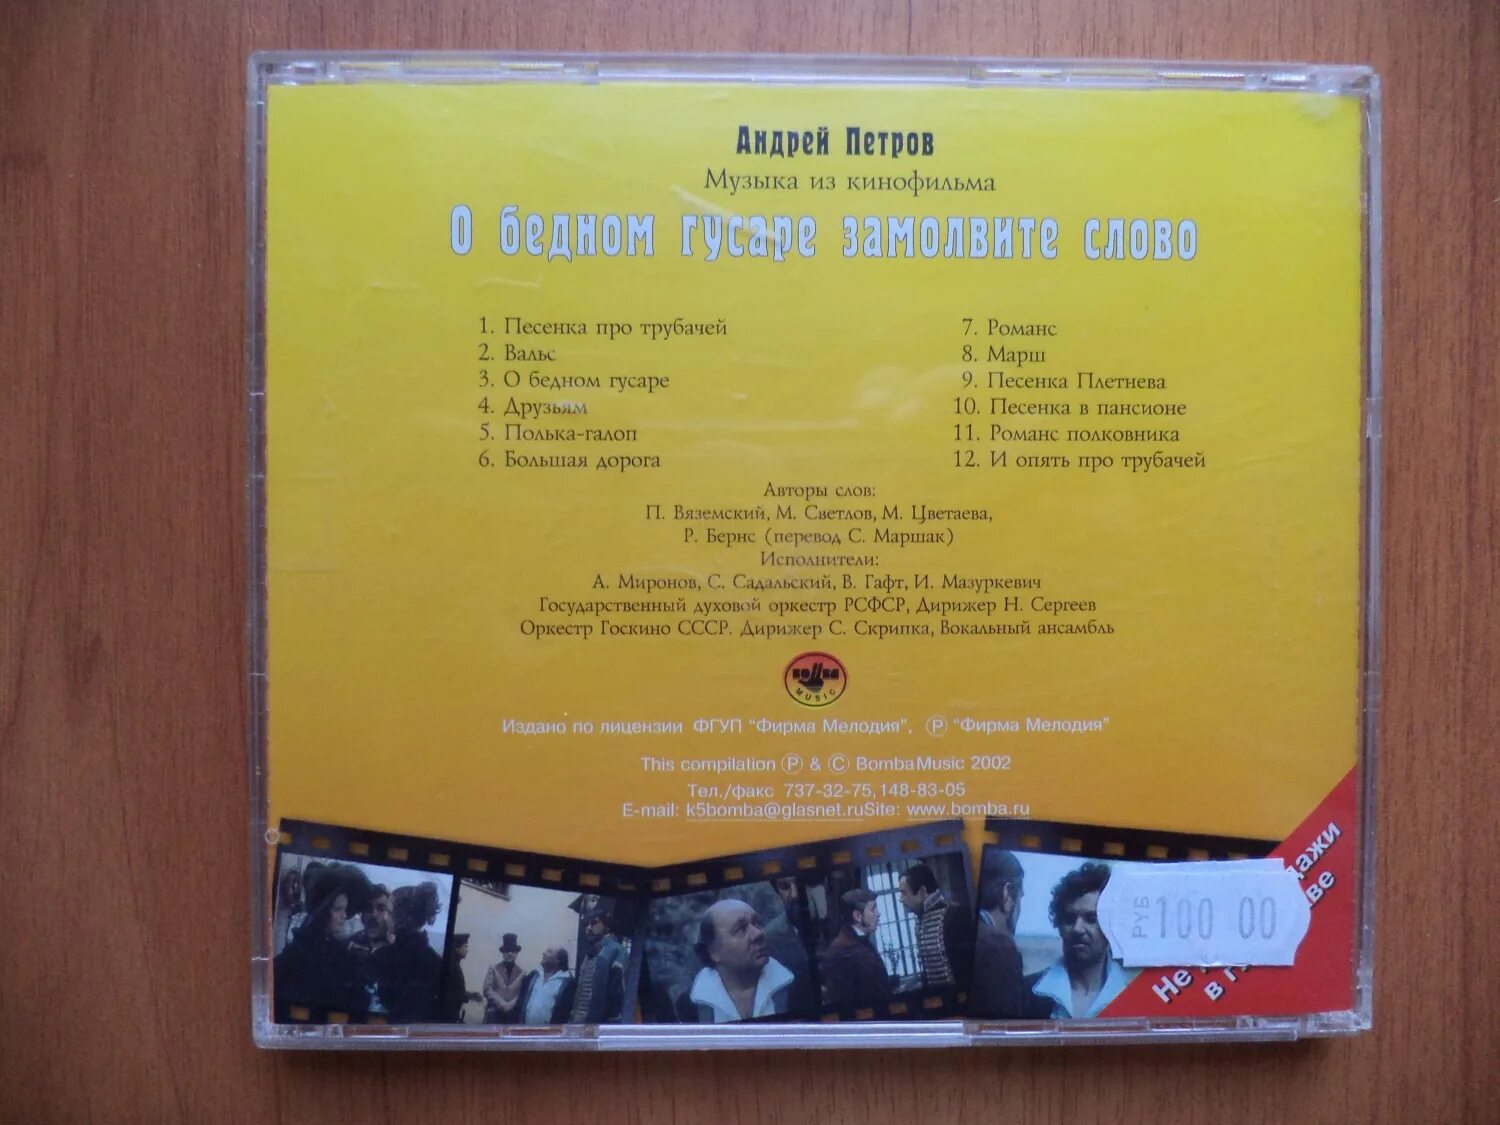 Андрей Петров
Музыка из кинофильма
О бедном гусаре замолвите слово
1. Песенка про трубачей
2. Вальс
3. О бедном гусаре
4. Друзьям
5. Полька-галоп
6. Большая дорога
7. Романс
8. Марш
9. Песенка Плетнева
10. Песенка в пансионе
11. Романс полковника
12. И опять про трубачей
Авторы слов:
П. Вяземский, М. Светлов, М. Цветаева,
Р. Бернс (перевод С. Маршак)
Исполнители:
А. Миронов, С. Садальский, В. Гафт, И. Мазуркевич
Государственный духовой оркестр РСФСР, Дирижер Н. Сергеев
Оркестр Госкино СССР. Дирижер С. Скрипка, Вокальный ансамбль
MUSIC
Издано по лицензии ФГУП "Фирма Мелодия", Ⓟ "Фирма Мелодия"
This compilation Ⓟ & © BombaMusic 2002
Тел./факс 737-32-75,148-83-05
E-mail: k5bomba@glasnet.ruSite: www.bomba.ru
РУБ 100 00
Не
в